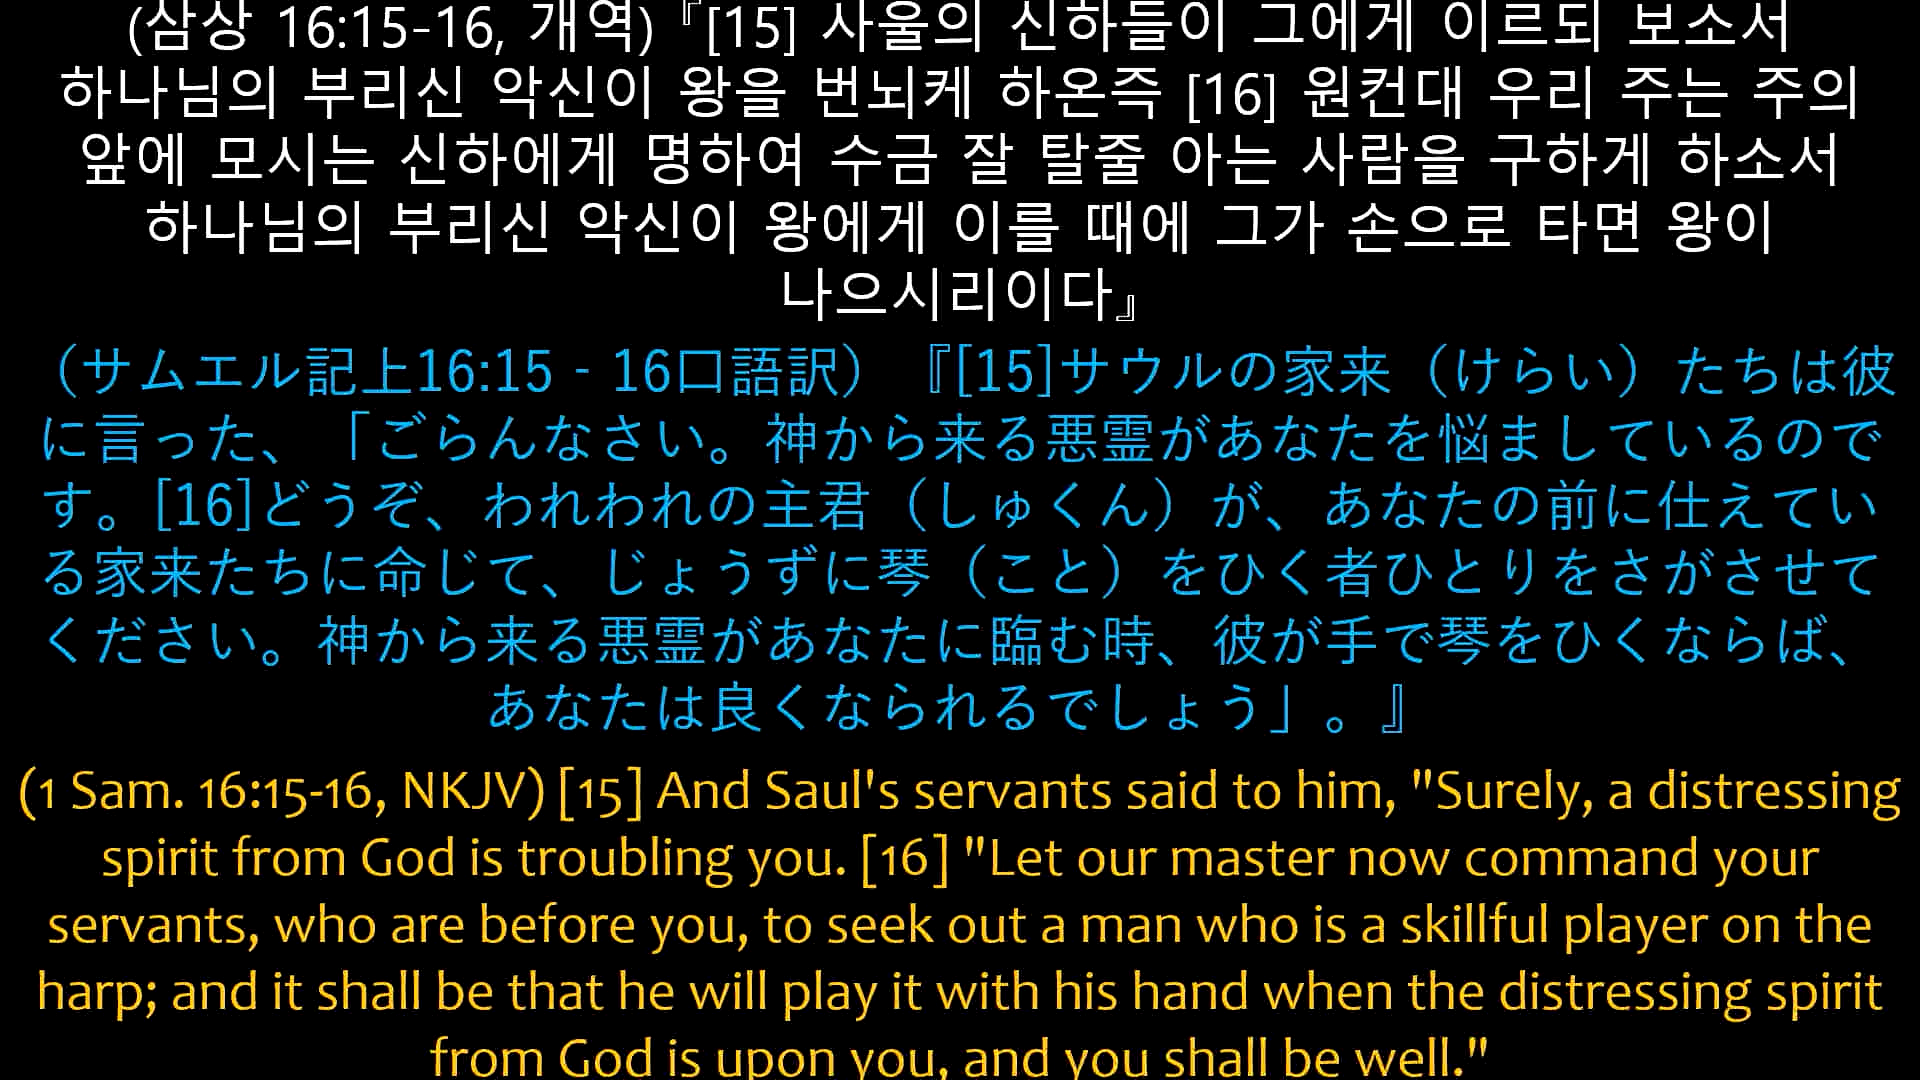 (삼상 16:15-16, 개역)『[15] 사울의 신하들이 그에게 이르되 보소서
하나님의 부리신 악신이 왕을 번뇌케 하온즉 [16] 원컨대 우리 주는 주의
앞에 모시는 신하에게 명하여 수금 잘 탈줄 아는 사람을 구하게 하소서
하나님의 부리신 악신이 왕에게 이를 때에 그가 손으로 타면 왕이
나으시리이다』
（サムエル記上16:15 - 16口語訳） 『[15]サウルの家来（けらい）たちは彼
に言った、「ごらんなさい。神から来る悪霊があなたを悩ましているので
す。[16]どうぞ、われわれの主君（しゅくん）が、あなたの前に仕えてい
る家来たちに命じて、じょうずに琴（こと）をひく者ひとりをさがさせて
ください。神から来る悪霊があなたに臨む時、彼が手で琴をひくならば、
あなたは良くなられるでしょう」。』
(1 Sam. 16:15-16, NKJV) [15] And Saul's servants said to him, "Surely, a distressing
spirit from God is troubling you. [16] "Let our master now command your
servants, who are before you, to seek out a man who is a skillful player on the
harp; and it shall be that he will play it with his hand when the distressing spirit
from God is upon you, and you shall be well."